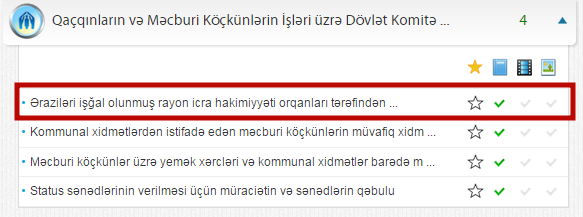 Qaçqınların və Məcburi Köçkünlərin İşləri üzrə Dövlət Komitə ... 4
Əraziləri işğal olunmuş rayon icra hakimiyyəti orqanları tərəfindən ...
Kommunal xidmətlərdən istifadə edən məcburi köçkünlərin müvafiq xidm ...
Məcburi köçkünlər üzrə yemək xərcləri və kommunal xidmətlər barədə m ...
Status sənədlərinin verilməsi üçün müraciətin və sənədlərin qəbulu